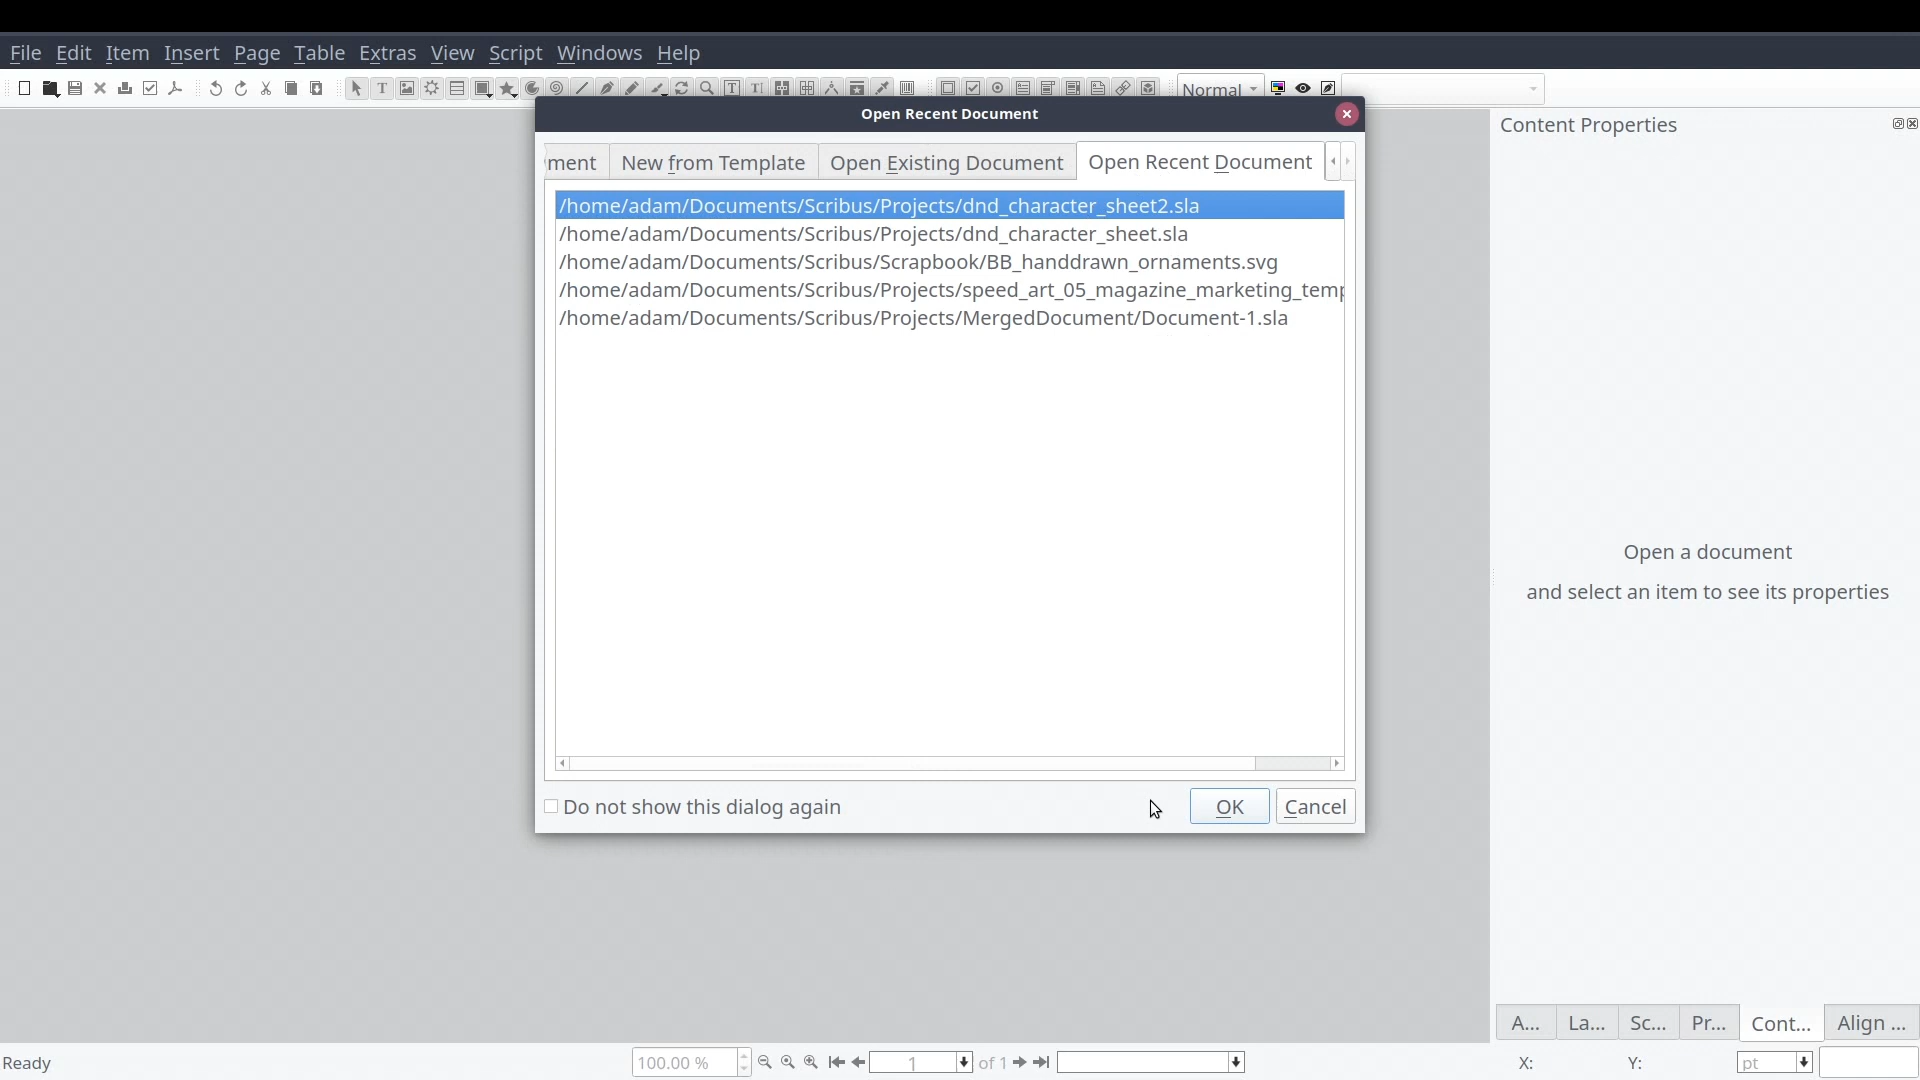 File Edit Item Insert Page Table Extras View Script Windows Help
Normal
Open Recent Document
ment New from Template Open Existing Document Open Recent Document
/home/adam/Documents/Scribus/Projects/dnd_character_sheet2.sla
/home/adam/Documents/Scribus/Projects/dnd_character_sheet.sla
/home/adam/Documents/Scribus/Scrapbook/BB_handdrawn_ornaments.svg
/home/adam/Documents/Scribus/Projects/speed_art_05_magazine_marketing_temp
/home/adam/Documents/Scribus/Projects/MergedDocument/Document-1.sla
Do not show this dialog again
OK Cancel
Content Properties
Open a document
and select an item to see its properties
A... La... Sc... Pr... Cont... Align ...
Ready 100.00 % 1 of 1 X: Y: pt